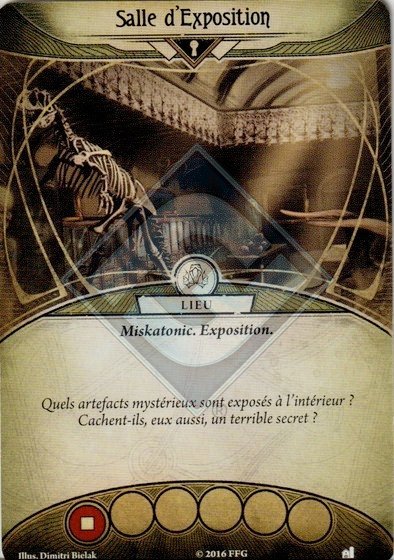 Salle d'Exposition
LIEU
Miskatonic. Exposition.
Quels artefacts mystérieux sont exposés à l'intérieur ?
Cachent-ils, eux aussi, un terrible secret ?
®
Illus. Dimitri Bielak
© 2016 FFG